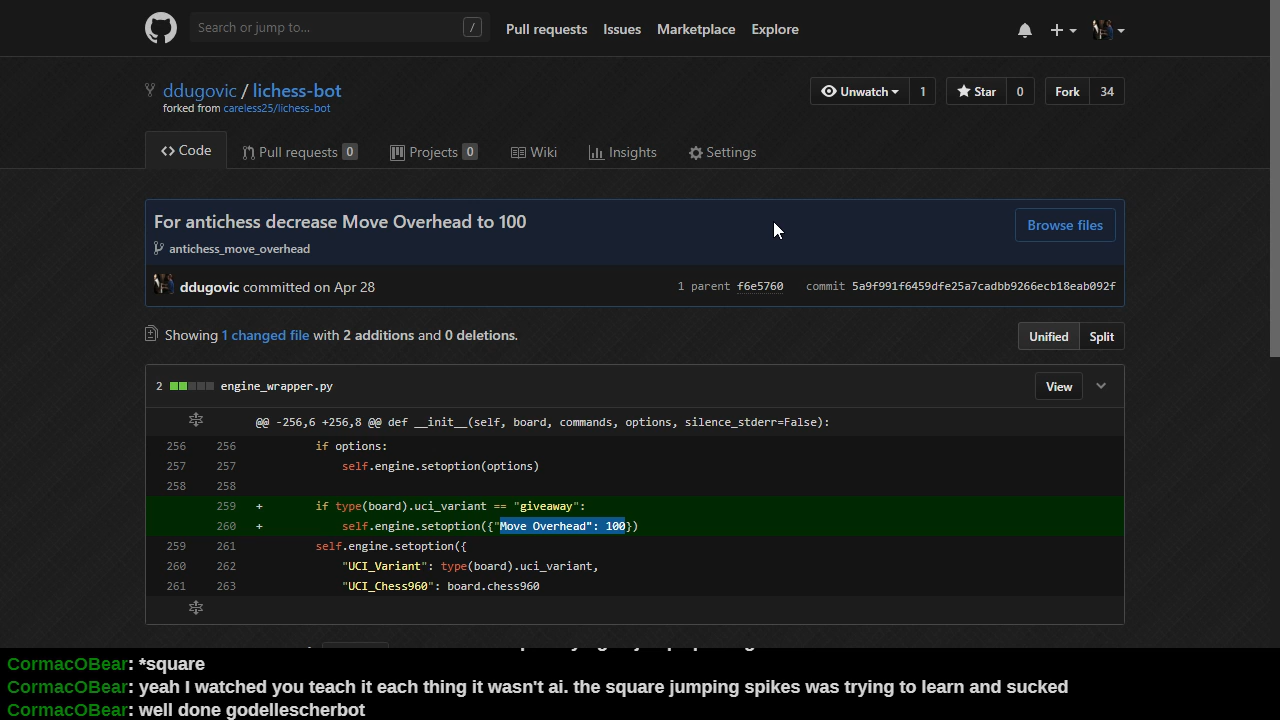 Search or jump to... / Pull requests Issues Marketplace Explore
ddugovic / lichess-bot
forked from careless25/lichess-bot
Unwatch 1 Star 0 Fork 34
<> Code Pull requests 0 Projects 0 Wiki Insights Settings
For antichess decrease Move Overhead to 100
Browse files
antichess_move_overhead
ddugovic committed on Apr 28 1 parent f6e5760 commit 5a9f991f6459dfe25a7cadbb9266ecb18eab092f
Showing 1 changed file with 2 additions and 0 deletions. Unified Split
2 engine_wrapper.py View
@@ -256,6 +256,8 @@ def __init__(self, board, commands, options, silence_stderr=False):
256 256 if options:
257 257 self.engine.setoption(options)
258 258
259 + if type(board).uci_variant == "giveaway":
260 + self.engine.setoption({"Move Overhead": 100})
259 261 self.engine.setoption({
260 262 "UCI_Variant": type(board).uci_variant,
261 263 "UCI_Chess960": board.chess960
CormacOBear: *square
CormacOBear: yeah I watched you teach it each thing it wasn't ai. the square jumping spikes was trying to learn and sucked
CormacOBear: well done godellescherbot